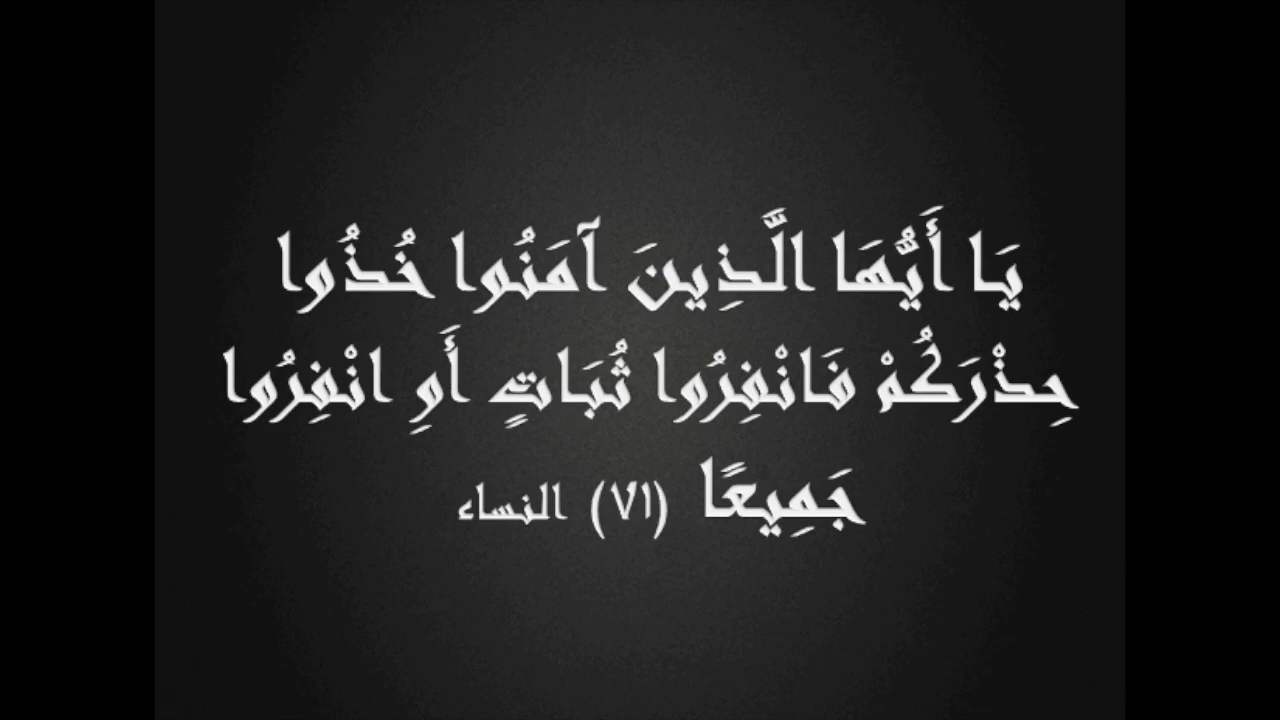 يَا أَيُّهَا الَّذِينَ آمَنُوا خُذُوا
حِذْرَكُمْ فَانْفِرُوا ثُبَاتٍ أَوِ انْفِرُوا
جَمِيعًا (٧١) النساء